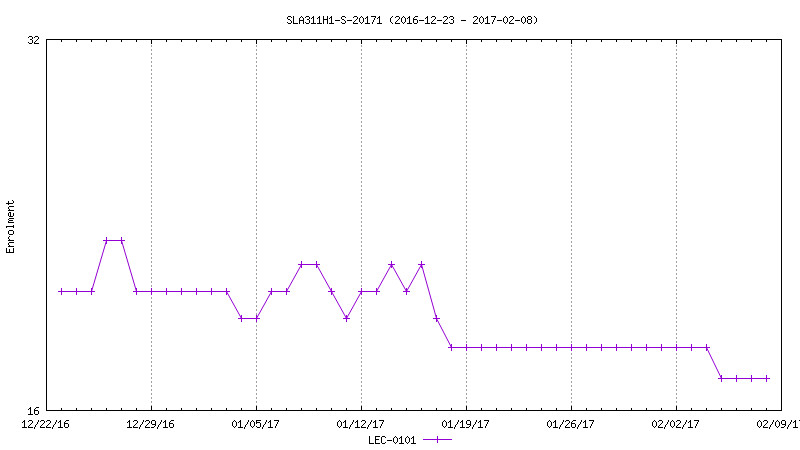 SLA311H1-S-20171 (2016-12-23 - 2017-02-08)
32
Enrolment
16
12/22/16 12/29/16 01/05/17 01/12/17 01/19/17 01/26/17 02/02/17 02/09/1
LEC-0101